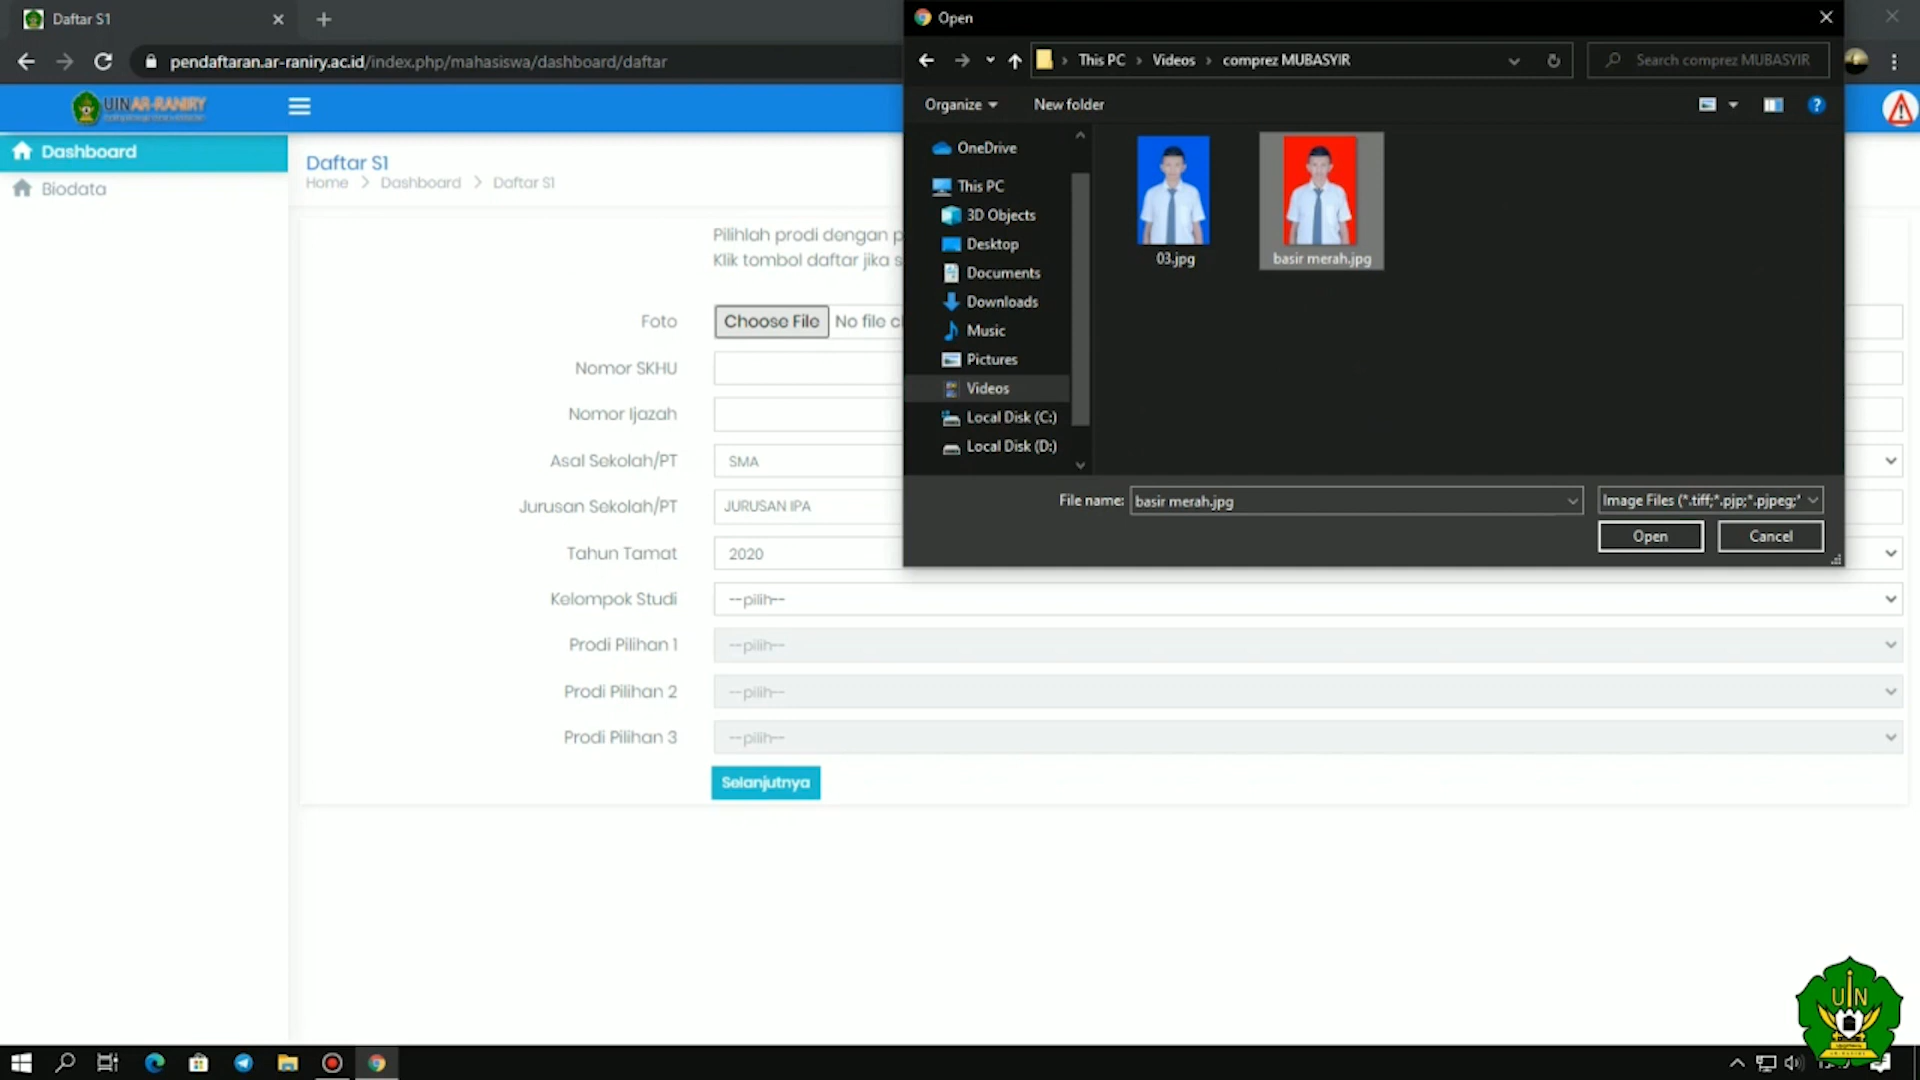 Daftar S1
pendaftaran.ar-raniry.ac.id/index.php/mahasiswa/dashboard/daftar
UIN AR-RANIRY
Dashboard
Biodata
Daftar S1
Home > Dashboard > Daftar S1
Pilihlah prodi dengan p
Klik tombol daftar jika s
Foto
Choose File No file c
Nomor SKHU
Nomor Ijazah
Asal Sekolah/PT
SMA
Jurusan Sekolah/PT
JURUSAN IPA
Tahun Tamat
2020
Kelompok Studi
--pilih--
Prodi Pilihan 1
--pilih--
Prodi Pilihan 2
--pilih--
Prodi Pilihan 3
--pilih--
Selanjutnya
Open
This PC > Videos > comprez MUBASYIR
Search comprez MUBASYIR
Organize
New folder
OneDrive
This PC
3D Objects
Desktop
Documents
Downloads
Music
Pictures
Videos
Local Disk (C:)
Local Disk (D:)
03.jpg
basir merah.jpg
File name: basir merah.jpg
Image Files (*.tiff;*.pjp;*.pjpeg;*
Open
Cancel
UIN